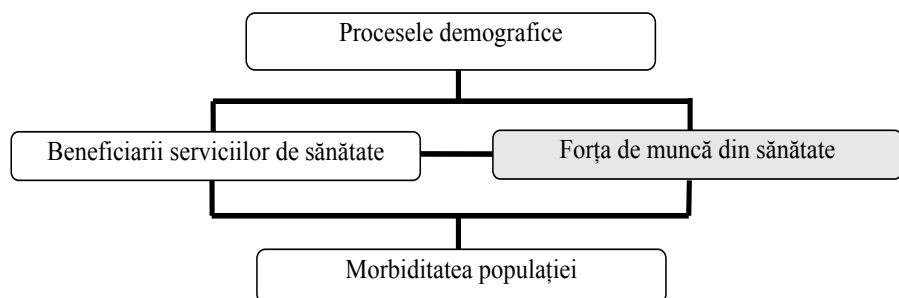 Procesele demografice
Beneficiarii serviciilor de sănătate
Forța de muncă din sănătate
Morbiditatea populației